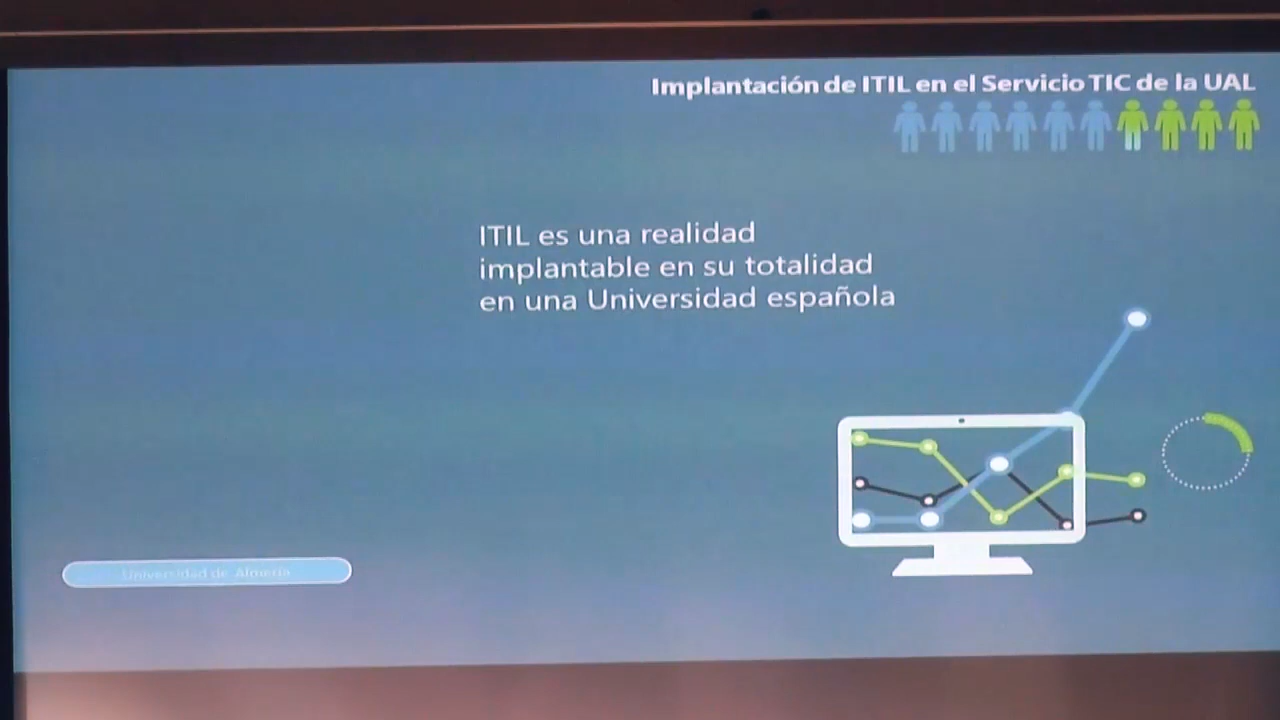 Implantación de ITIL en el Servicio TIC de la UAL
ITIL es una realidad
implantable en su totalidad
en una Universidad española
Universidad de Almería